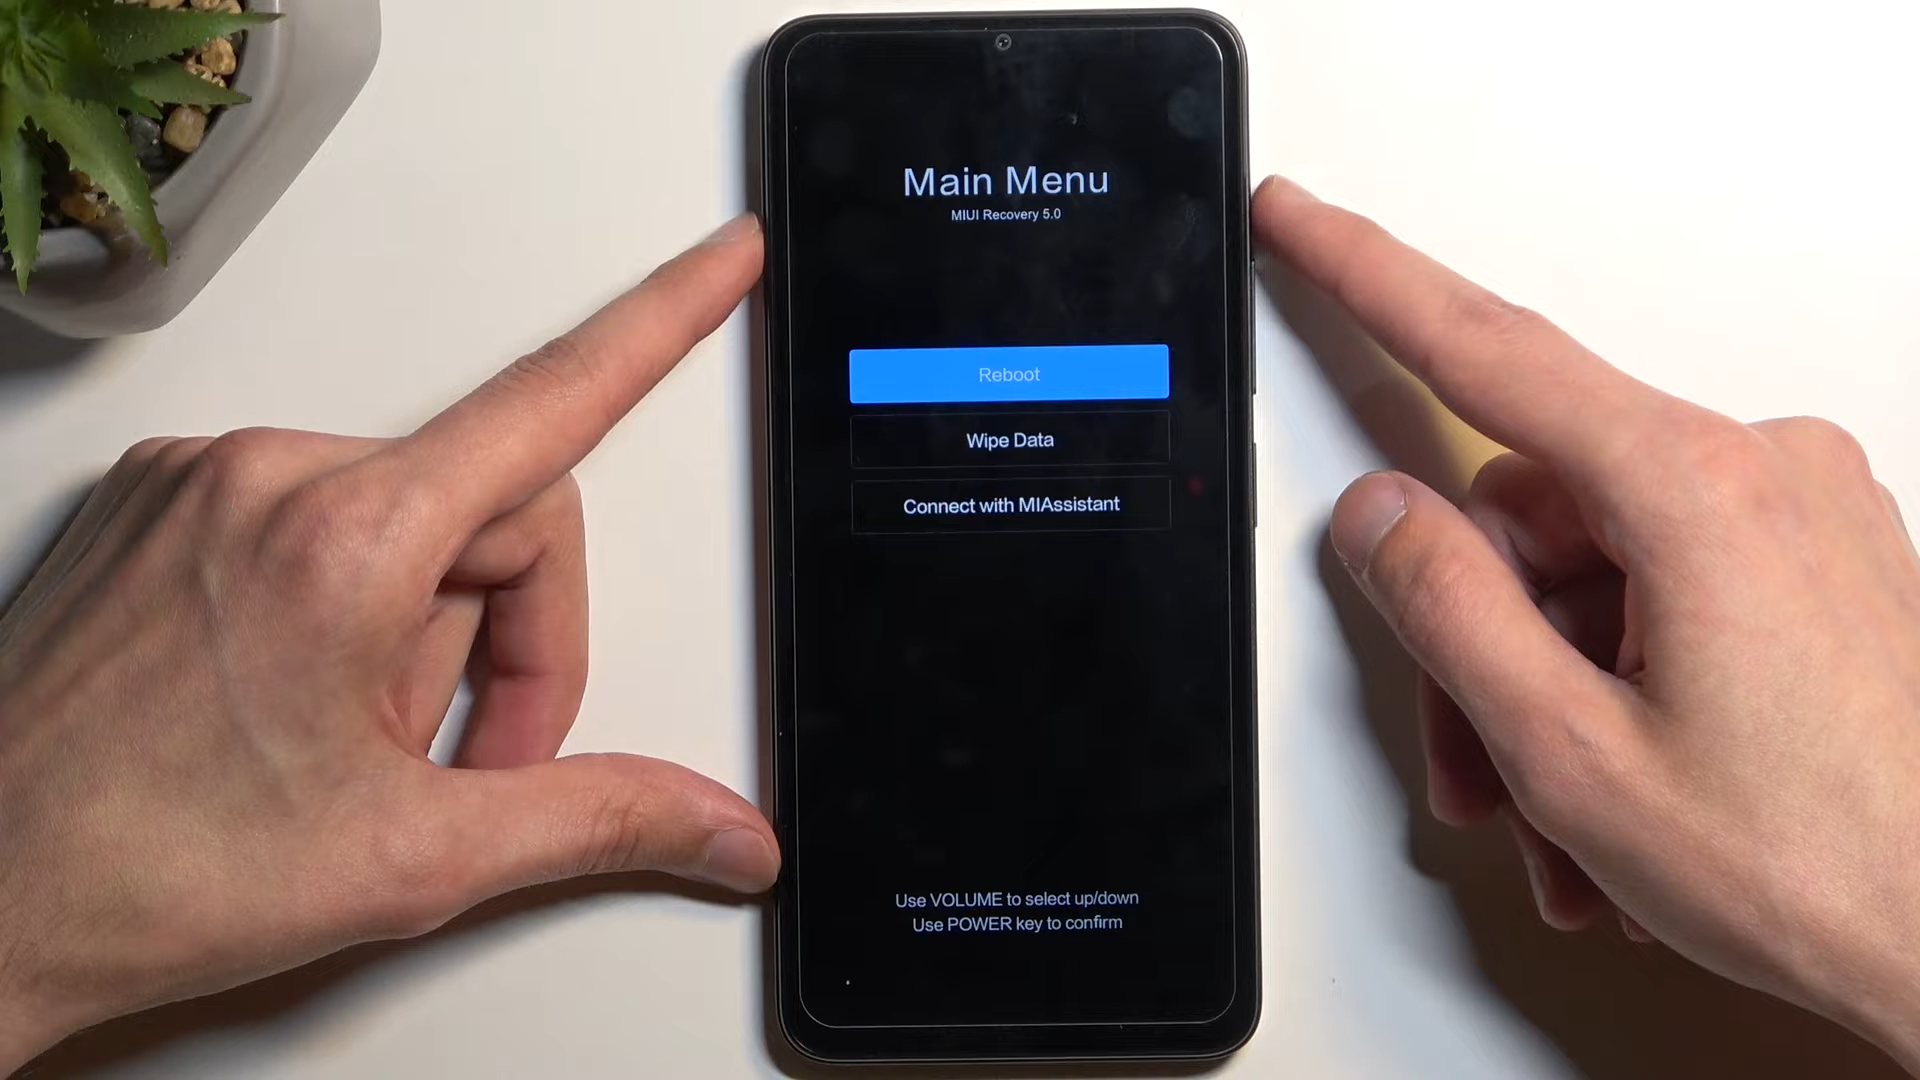 Main Menu
MIUI Recovery 5.0
Reboot
Wipe Data
Connect with MIAssistant
Use VOLUME to select up/down
Use POWER key to confirm